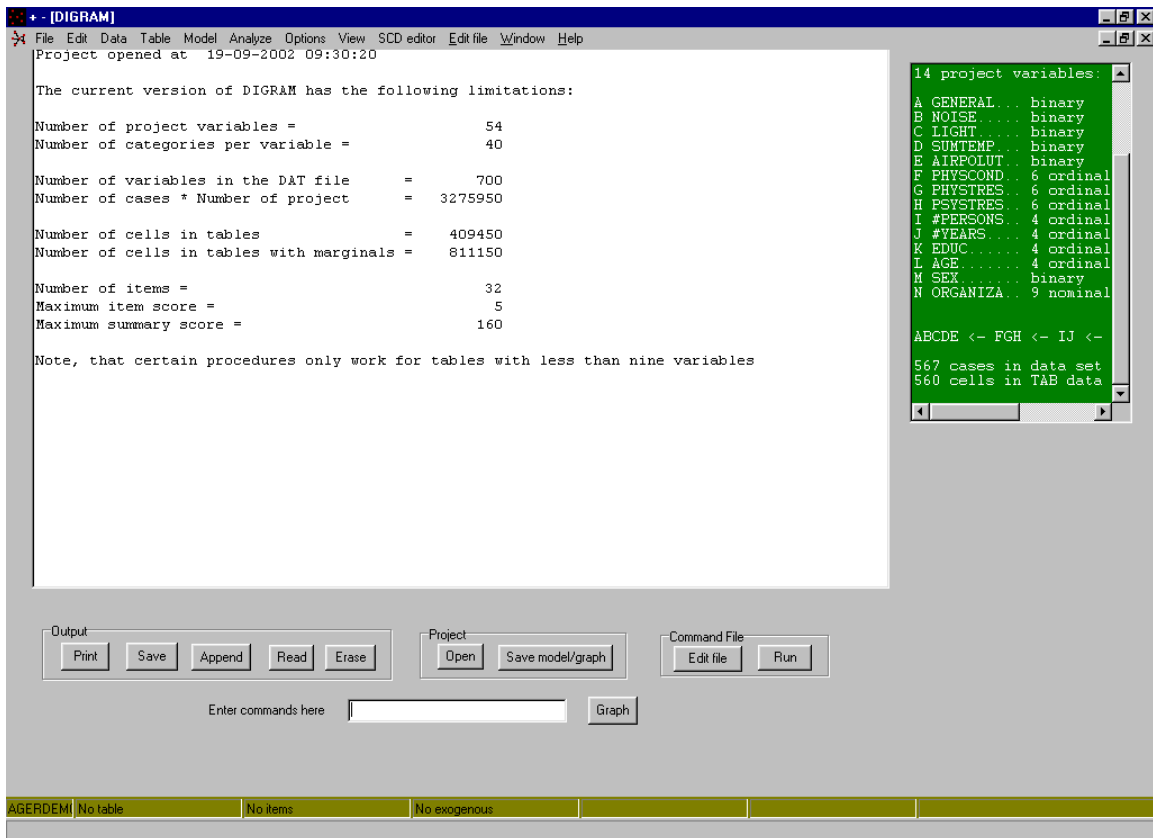 + - [DIGRAM]
File Edit Data Table Model Analyze Options View SCD editor Edit file Window Help
Project opened at 19-09-2002 09:30:20
The current version of DIGRAM has the following limitations:
Number of project variables = 54
Number of categories per variable = 40
Number of variables in the DAT file = 700
Number of cases * Number of project = 3275950
Number of cells in tables = 409450
Number of cells in tables with marginals = 811150
Number of items = 32
Maximum item score = 5
Maximum summary score = 160
Note, that certain procedures only work for tables with less than nine variables
14 project variables:
A GENERAL... binary
B NOISE..... binary
C LIGHT..... binary
D SUMTEMP... binary
E AIRPOLUT.. binary
F PHYSCOND.. 6 ordinal
G PHYSTRES.. 6 ordinal
H PSYSTRES.. 6 ordinal
I #PERSONS.. 4 ordinal
J #YEARS.... 4 ordinal
K EDUC...... 4 ordinal
L AGE....... 4 ordinal
M SEX....... binary
N ORGANIZA.. 9 nominal
ABCDE <- FGH <- IJ <-
567 cases in data set
560 cells in TAB data
Output
Print Save Append Read Erase
Project
Open Save model/graph
Command File
Edit file Run
Enter commands here Graph
No table No items No exogenous